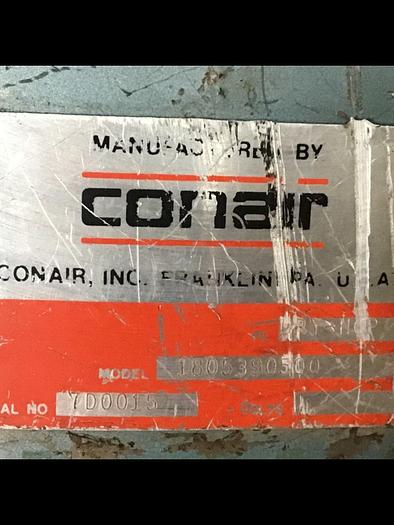 MANUFACTURED BY
conair
CONAIR, INC. FRANKLIN, PA. U.S.A
MODEL 1805390500
AL NO 7D0015